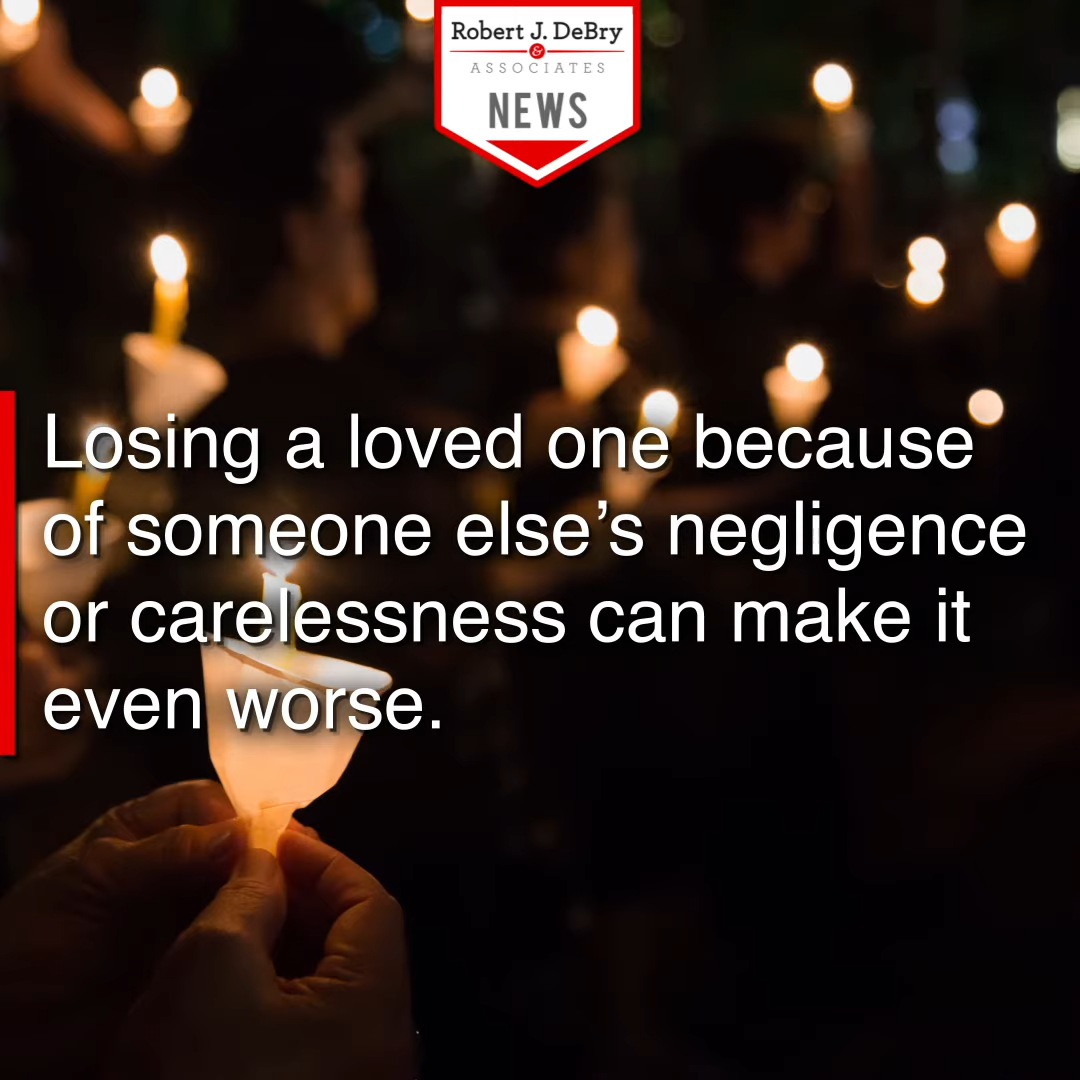 Robert J. DeBry
&
ASSOCIATES
NEWS
Losing a loved one because
of someone else’s negligence
or carelessness can make it
even worse.